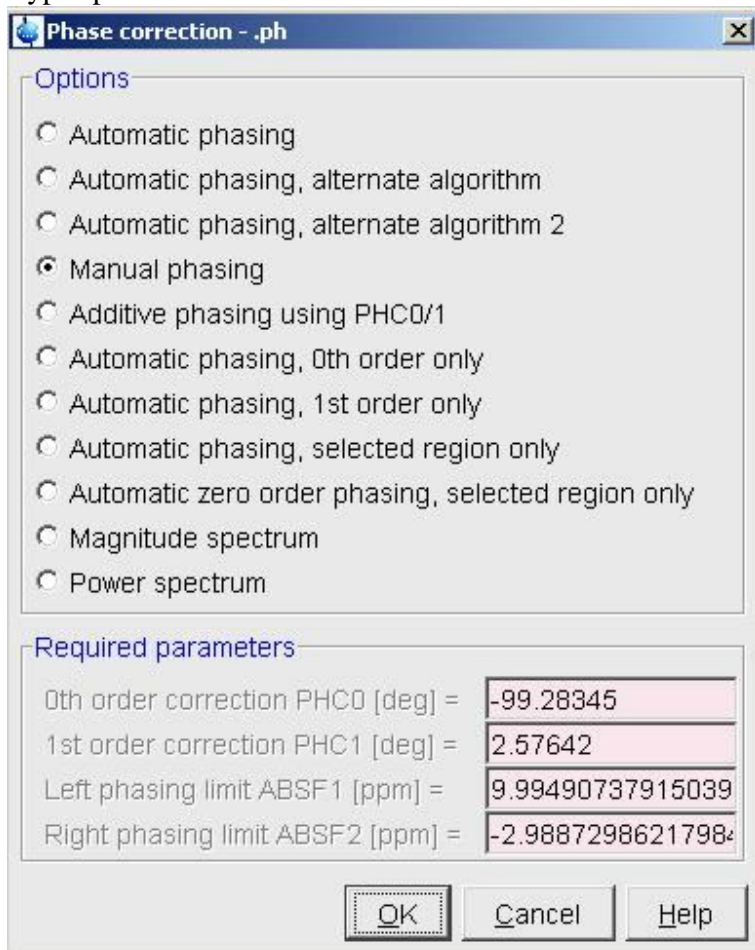 Phase correction - .ph
Options
Automatic phasing
Automatic phasing, alternate algorithm
Automatic phasing, alternate algorithm 2
Manual phasing
Additive phasing using PHC0/1
Automatic phasing, 0th order only
Automatic phasing, 1st order only
Automatic phasing, selected region only
Automatic zero order phasing, selected region only
Magnitude spectrum
Power spectrum
Required parameters
0th order correction PHC0 [deg] = -99.28345
1st order correction PHC1 [deg] = 2.57642
Left phasing limit ABSF1 [ppm] = 9.99490737915039
Right phasing limit ABSF2 [ppm] = -2.98872986217984
OK Cancel Help